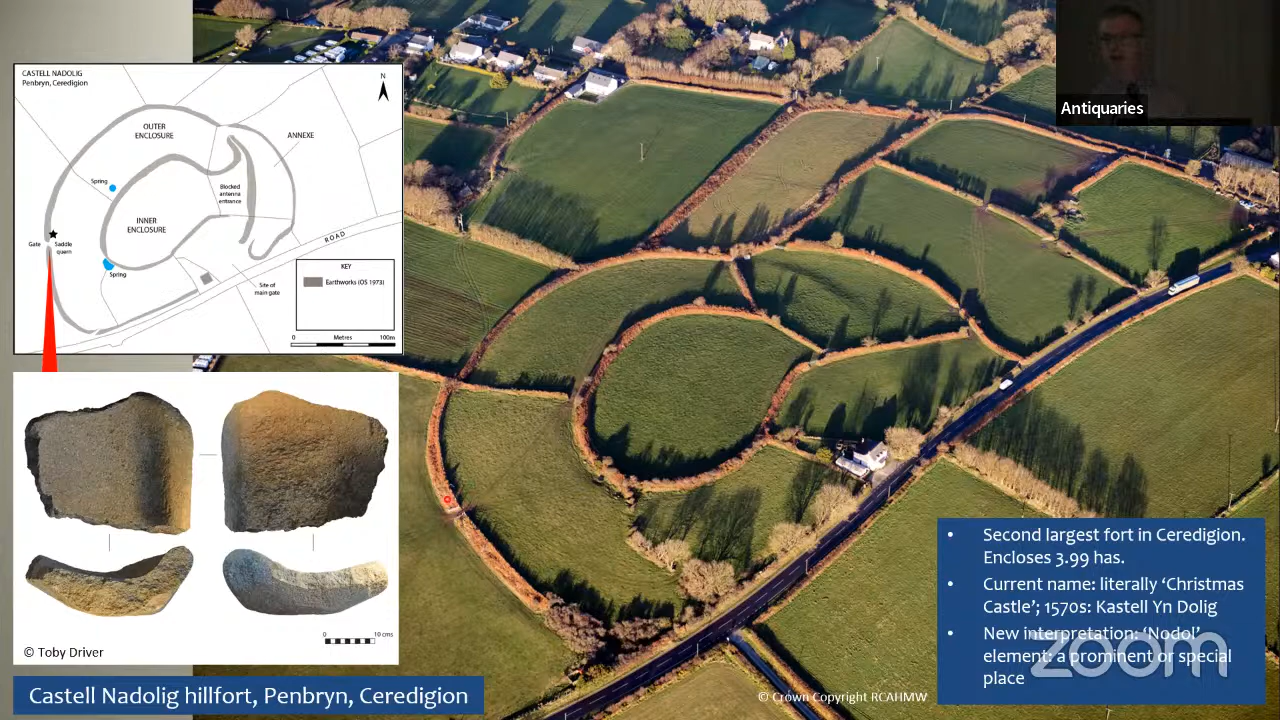 CASTELL NADOLIG
Penbryn, Ceredigion
N
OUTER
ENCLOSURE
ANNEXE
Spring
Blocked
antenna
entrance
INNER
ENCLOSURE
Gate
Saddle
quern
Spring
ROAD
Site of
main gate
KEY
Earthworks (OS 1973)
0 Metres 100m
0 10 cms
© Toby Driver
Castell Nadolig hillfort, Penbryn, Ceredigion
Antiquaries
• Second largest fort in Ceredigion.
Encloses 3.99 has.
• Current name: literally ‘Christmas
Castle’; 1570s: Kastell Yn Dolig
• New interpretation: ‘Nodol’
element: a prominent or special
place
zoom
© Crown Copyright RCAHMW